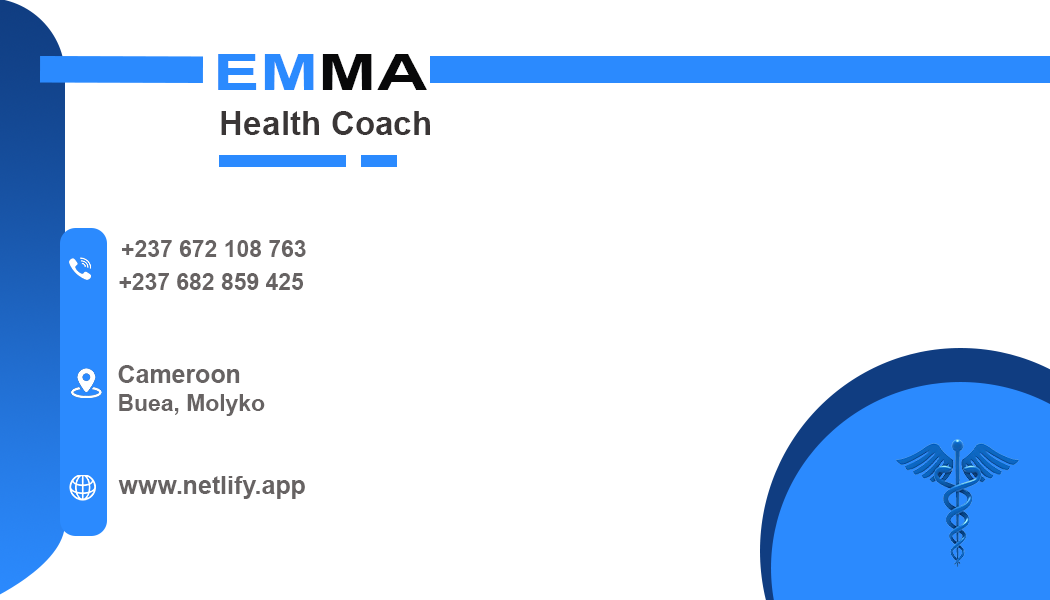 EMMA
Health Coach
+237 672 108 763
+237 682 859 425
Cameroon
Buea, Molyko
www.netlify.app